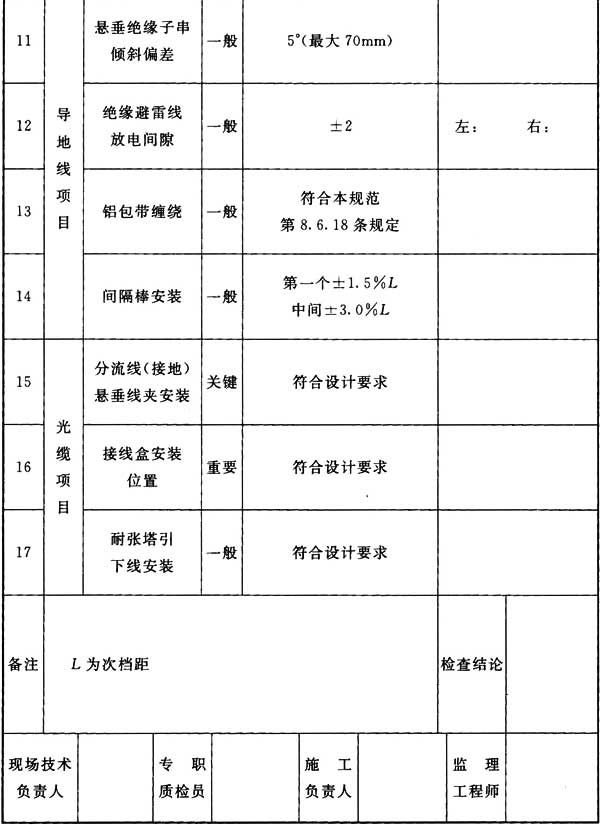 11
悬垂绝缘子串
倾斜偏差
一般
5°(最大 70mm)
导地线项目
12
绝缘避雷线
放电间隙
一般
±2
左： 右：
13
铝包带缠绕
一般
符合本规范
第 8.6.18 条规定
14
间隔棒安装
一般
第一个±1.5%L
中间±3.0%L
15
分流线(接地)
悬垂线夹安装
关键
符合设计要求
光缆项目
16
接线盒安装
位置
重要
符合设计要求
17
耐张塔引
下线安装
一般
符合设计要求
备注
L 为次档距
检查结论
现场技术
负责人
专 职
质检员
施 工
负责人
监 理
工程师